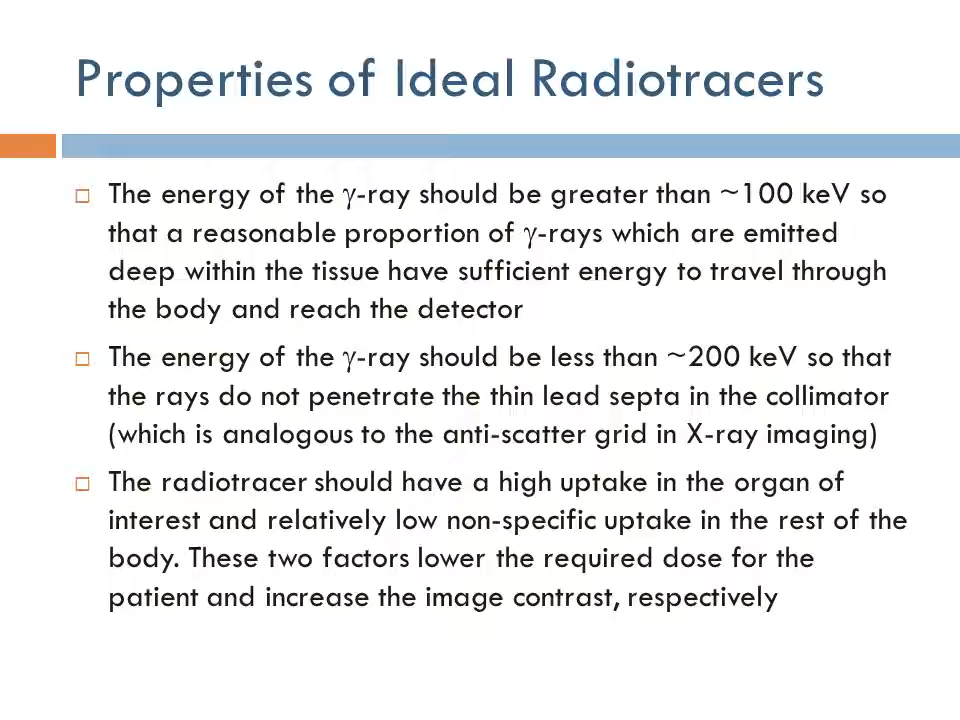 Properties of Ideal Radiotracers
The energy of the γ-ray should be greater than ~100 keV so
that a reasonable proportion of γ-rays which are emitted
deep within the tissue have sufficient energy to travel through
the body and reach the detector
The energy of the γ-ray should be less than ~200 keV so that
the rays do not penetrate the thin lead septa in the collimator
(which is analogous to the anti-scatter grid in X-ray imaging)
The radiotracer should have a high uptake in the organ of
interest and relatively low non-specific uptake in the rest of the
body. These two factors lower the required dose for the
patient and increase the image contrast, respectively